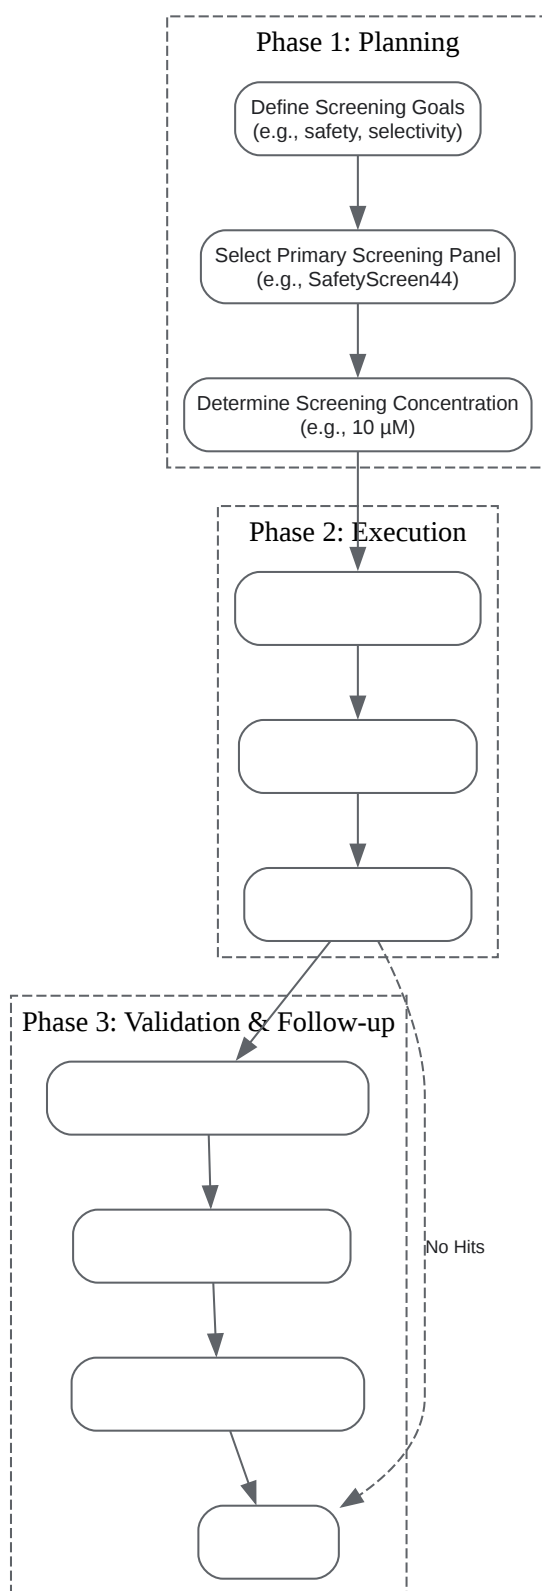 Phase 1: Planning
Define Screening Goals
(e.g., safety, selectivity)
Select Primary Screening Panel
(e.g., SafetyScreen44)
Determine Screening Concentration
(e.g., 10 µM)
Phase 2: Execution
Phase 3: Validation & Follow-up
No Hits